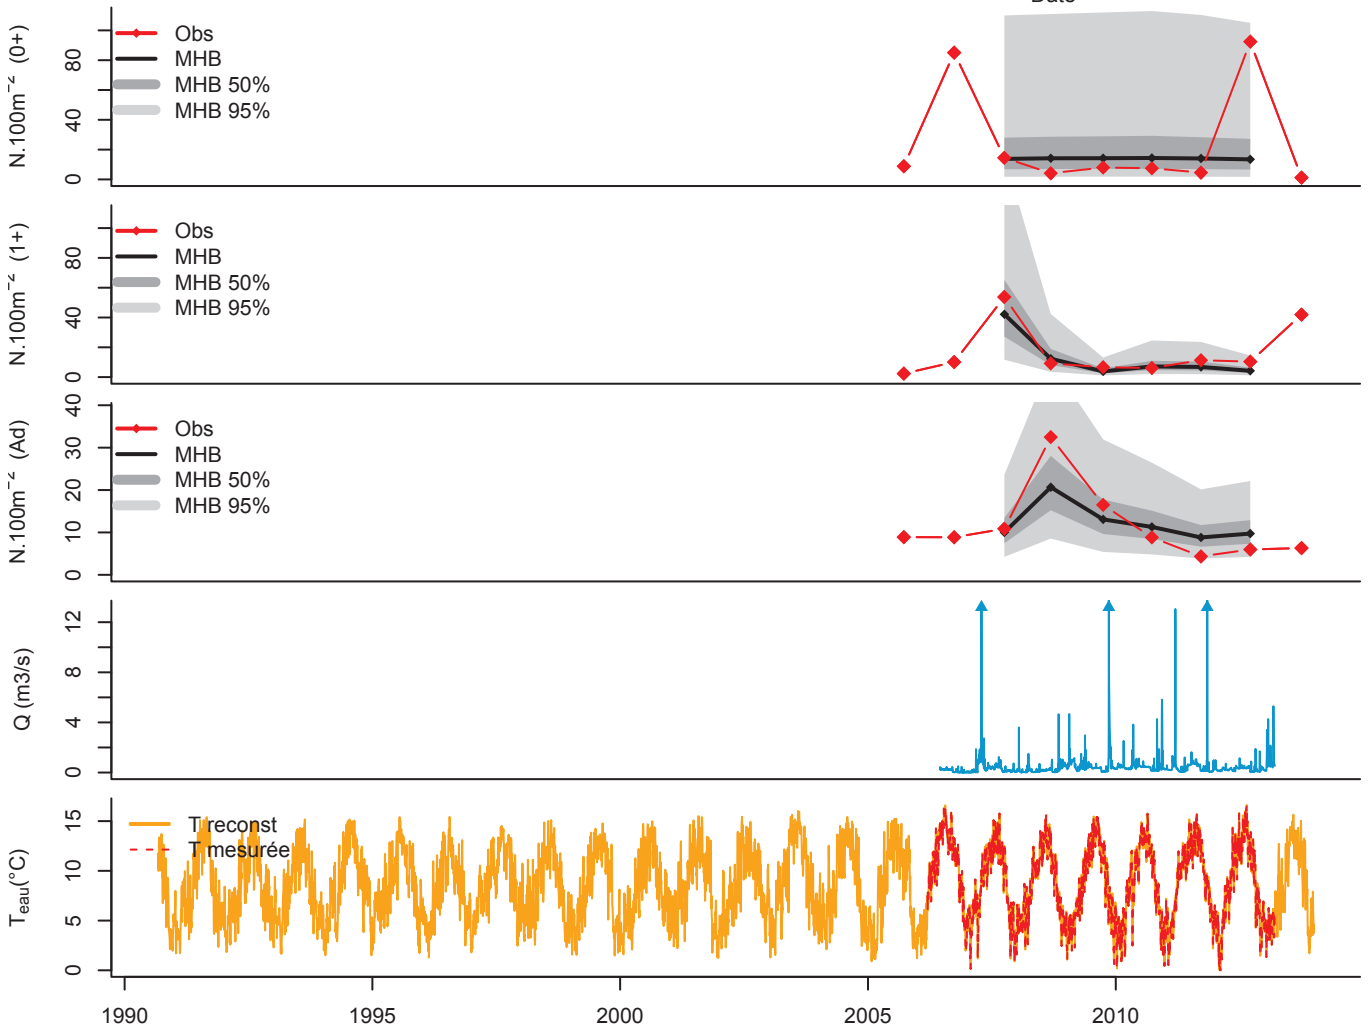 Date
N.100m⁻² (0+)
80
40
0
Obs
MHB
MHB 50%
MHB 95%
N.100m⁻² (1+)
80
40
0
Obs
MHB
MHB 50%
MHB 95%
N.100m⁻² (Ad)
40
30
20
10
0
Obs
MHB
MHB 50%
MHB 95%
Q (m3/s)
12
8
4
0
Teau(°C)
15
10
5
0
T reconst
T mesurée
1990 1995 2000 2005 2010